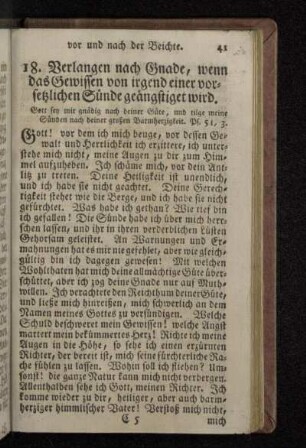 vor und nach der Beichte. 41
18. Verlangen nach Gnade, wenn
das Gewissen von irgend einer vor-
setzlichen Sünde geängstiget wird.
Gott sey mir gnädig nach deiner Güte, und tilge meine
Sünden nach deiner großen Barmherzigkeit. Pf. 51, 3.
Gott! vor dem ich mich beuge, vor dessen Ge-
walt und Herrlichkeit ich erzittere, ich unter-
stehe mich nicht, meine Augen zu dir zum Him-
mel aufzuheben. Ich schäme mich, vor dein Ant-
litz zu treten. Deine Heiligkeit ist unendlich,
und ich habe sie nicht geachtet. Deine Gerech-
tigkeit stehet wie die Berge, und ich habe sie nicht
gefürchtet. Was habe ich gethan? Wie tief bin
ich gefallen! Die Sünde habe ich über mich herr-
schen lassen, und ihr in ihren verderblichen Lüsten
Gehorsam geleistet. An Warnungen und Er-
mahnungen hat es mir nie gefehlet, aber wie gleich-
gültig bin ich dagegen gewesen! Mit welchen
Wohlthaten hat mich deine allmächtige Güte über-
schüttet, aber ich zog deine Gnade nur auf Muth-
willen. Ich verachtete den Reichthum deiner Güte,
und ließe mich hinreißen, mich schwerlich an dem
Namen meines Gottes zu versündigen. Welche
Schuld beschweret mein Gewissen! welche Angst
martert mein bekümmertes Herz! Richte ich meine
Augen in die Höhe, so sehe ich einen erzürnten
Richter, der bereit ist, mich seine fürchterliche Ra-
che fühlen zu lassen. Wohin soll ich fliehen? Um-
sonst! die ganze Natur kann mich nicht verbergen.
Allenthalben sehe ich Gott, meinen Richter. Ich
komme wieder zu dir, heiliger, aber auch barm-
herziger himmlischer Vater! Verstoß mich nicht,
C 5 mich